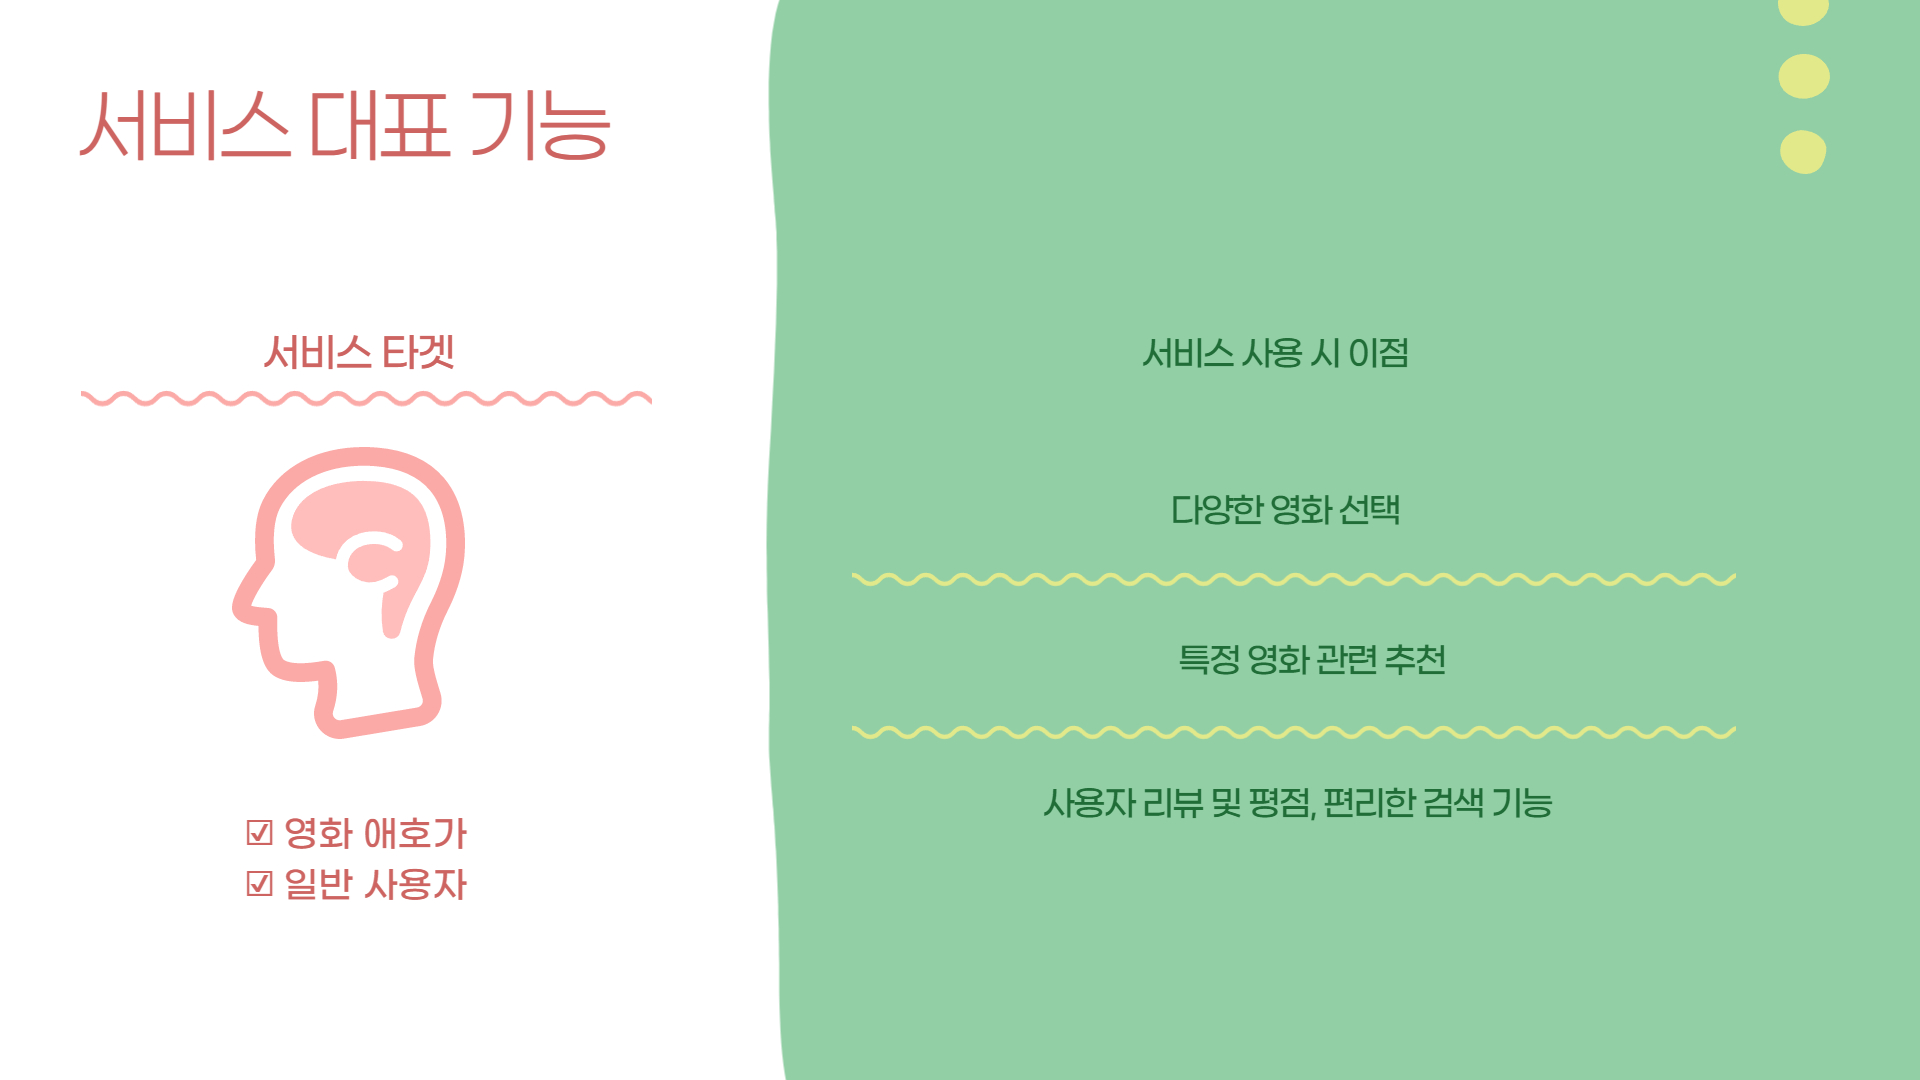 서비스 대표 기능
서비스 타겟
☑ 영화 애호가
☑ 일반 사용자
서비스 사용 시 이점
다양한 영화 선택
특정 영화 관련 추천
사용자 리뷰 및 평점, 편리한 검색 기능